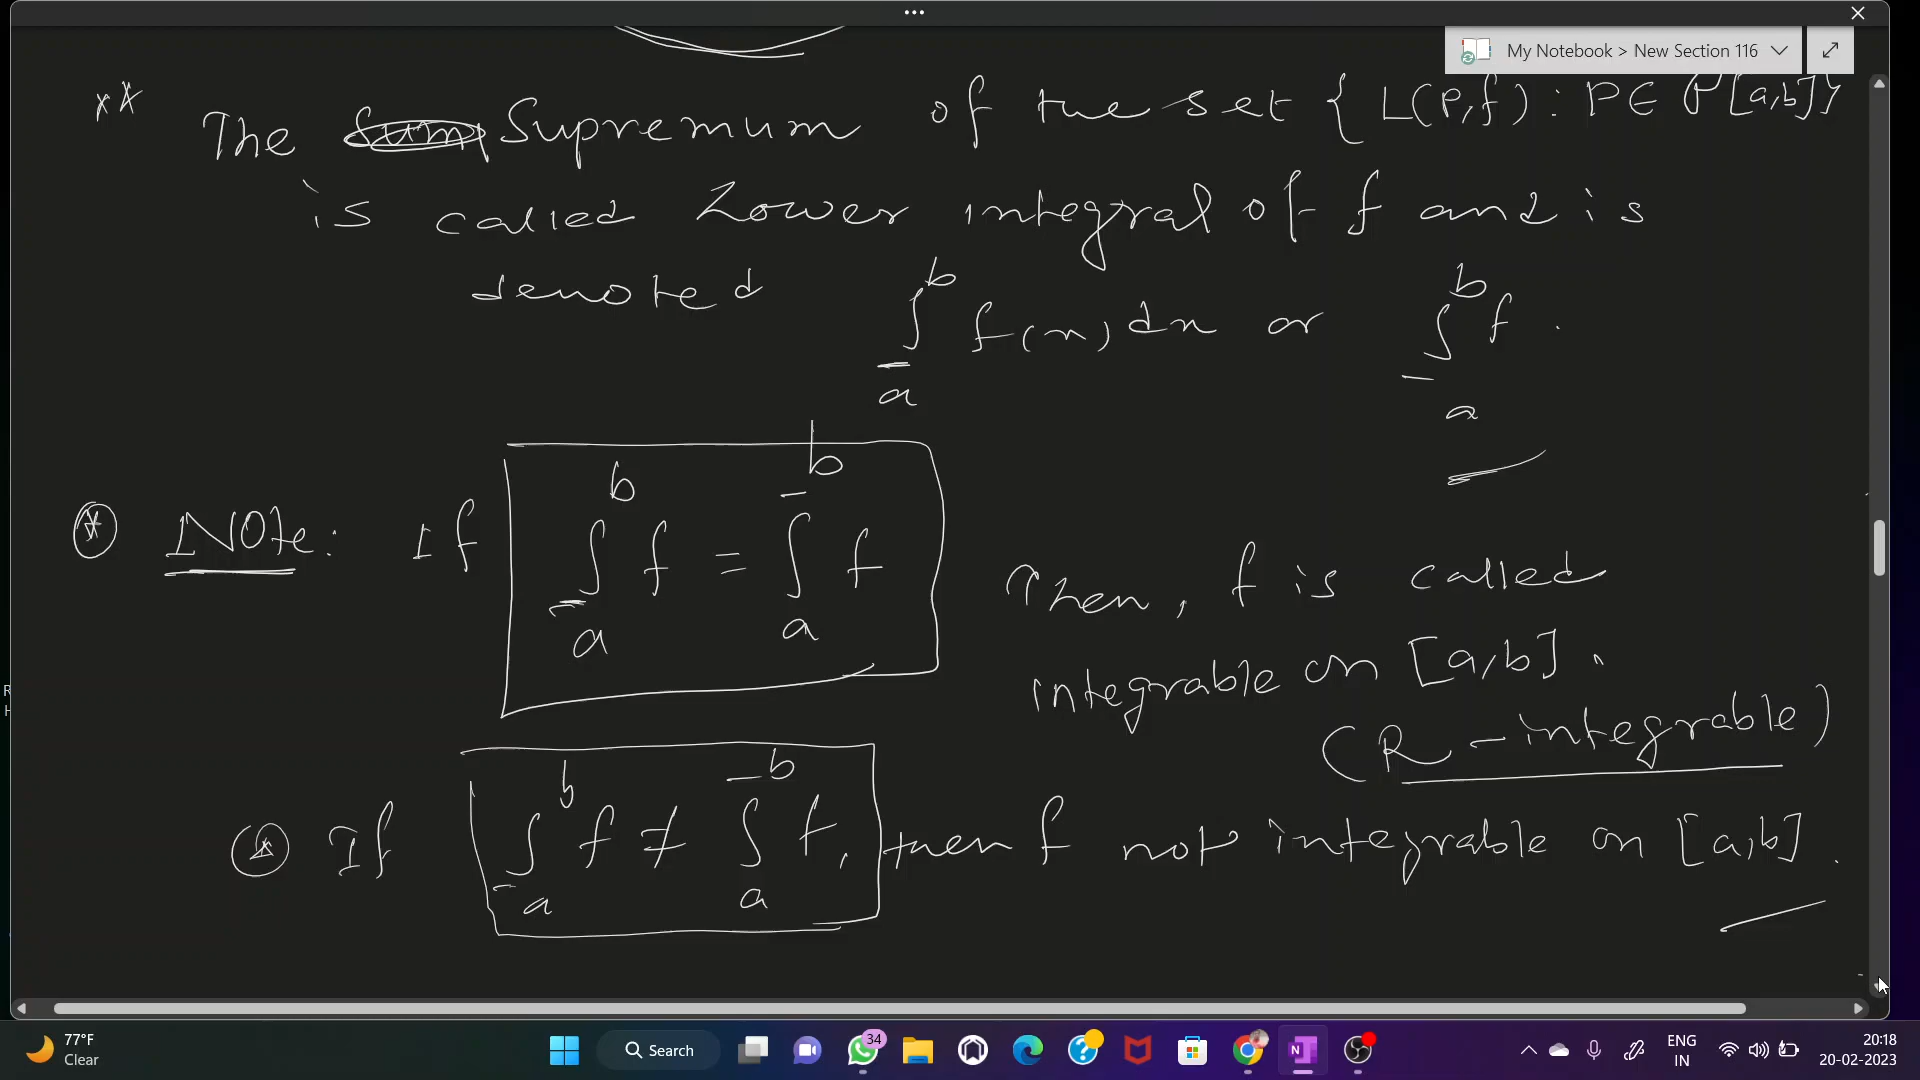 My Notebook > New Section 116
** The Supremum of the set { L(P,f) : P ∈ P[a,b]}
is called Lower integral of f and is
denoted ∫_a^b f(x) dx or ∫_a^b f .
Note: If ∫_a^b f = ∫_a^b f Then, f is called
integrable on [a,b] .
(R - integrable)
If ∫_a^b f ≠ ∫_a^b f, then f not integrable on [a,b] .
R
H
77°F
Clear
Search
34
ENG
IN
20:18
20-02-2023